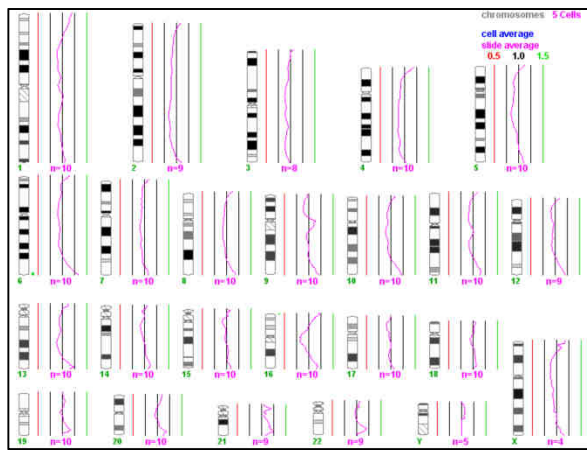 chromosomes 5 Cells
cell average
slide average
0.5 1.0 1.5
1 n=10 2 n=9 3 n=8 4 n=10 5 n=10
6 n=10 7 n=10 8 n=10 9 n=10 10 n=10 11 n=10 12 n=9
13 n=10 14 n=10 15 n=10 16 n=10 17 n=10 18 n=10
19 n=10 20 n=10 21 n=9 22 n=9 Y n=5 X n=4